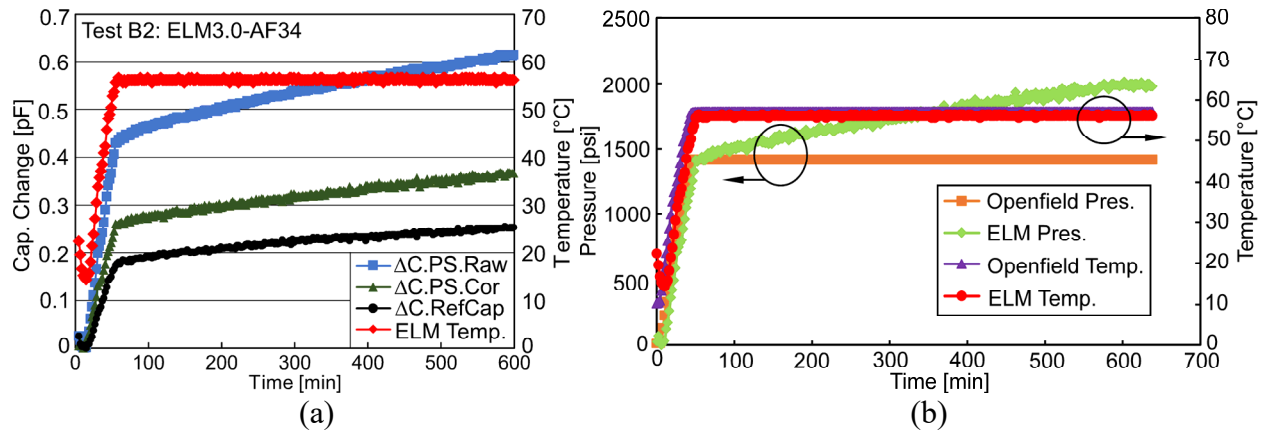 Test B2: ELM3.0-AF34
Cap. Change [pF]
0.7
0.6
0.5
0.4
0.3
0.2
0.1
0
70
60
50
40
30
20
10
0
Temperature [°C]
ΔC.PS.Raw
ΔC.PS.Cor
ΔC.RefCap
ELM Temp.
0 100 200 300 400 500 600
Time [min]
(a)
Pressure [psi]
2500
2000
1500
1000
500
0
80
70
60
50
40
30
20
10
0
Temperature [°C]
Openfield Pres.
ELM Pres.
Openfield Temp.
ELM Temp.
0 100 200 300 400 500 600 700
Time [min]
(b)